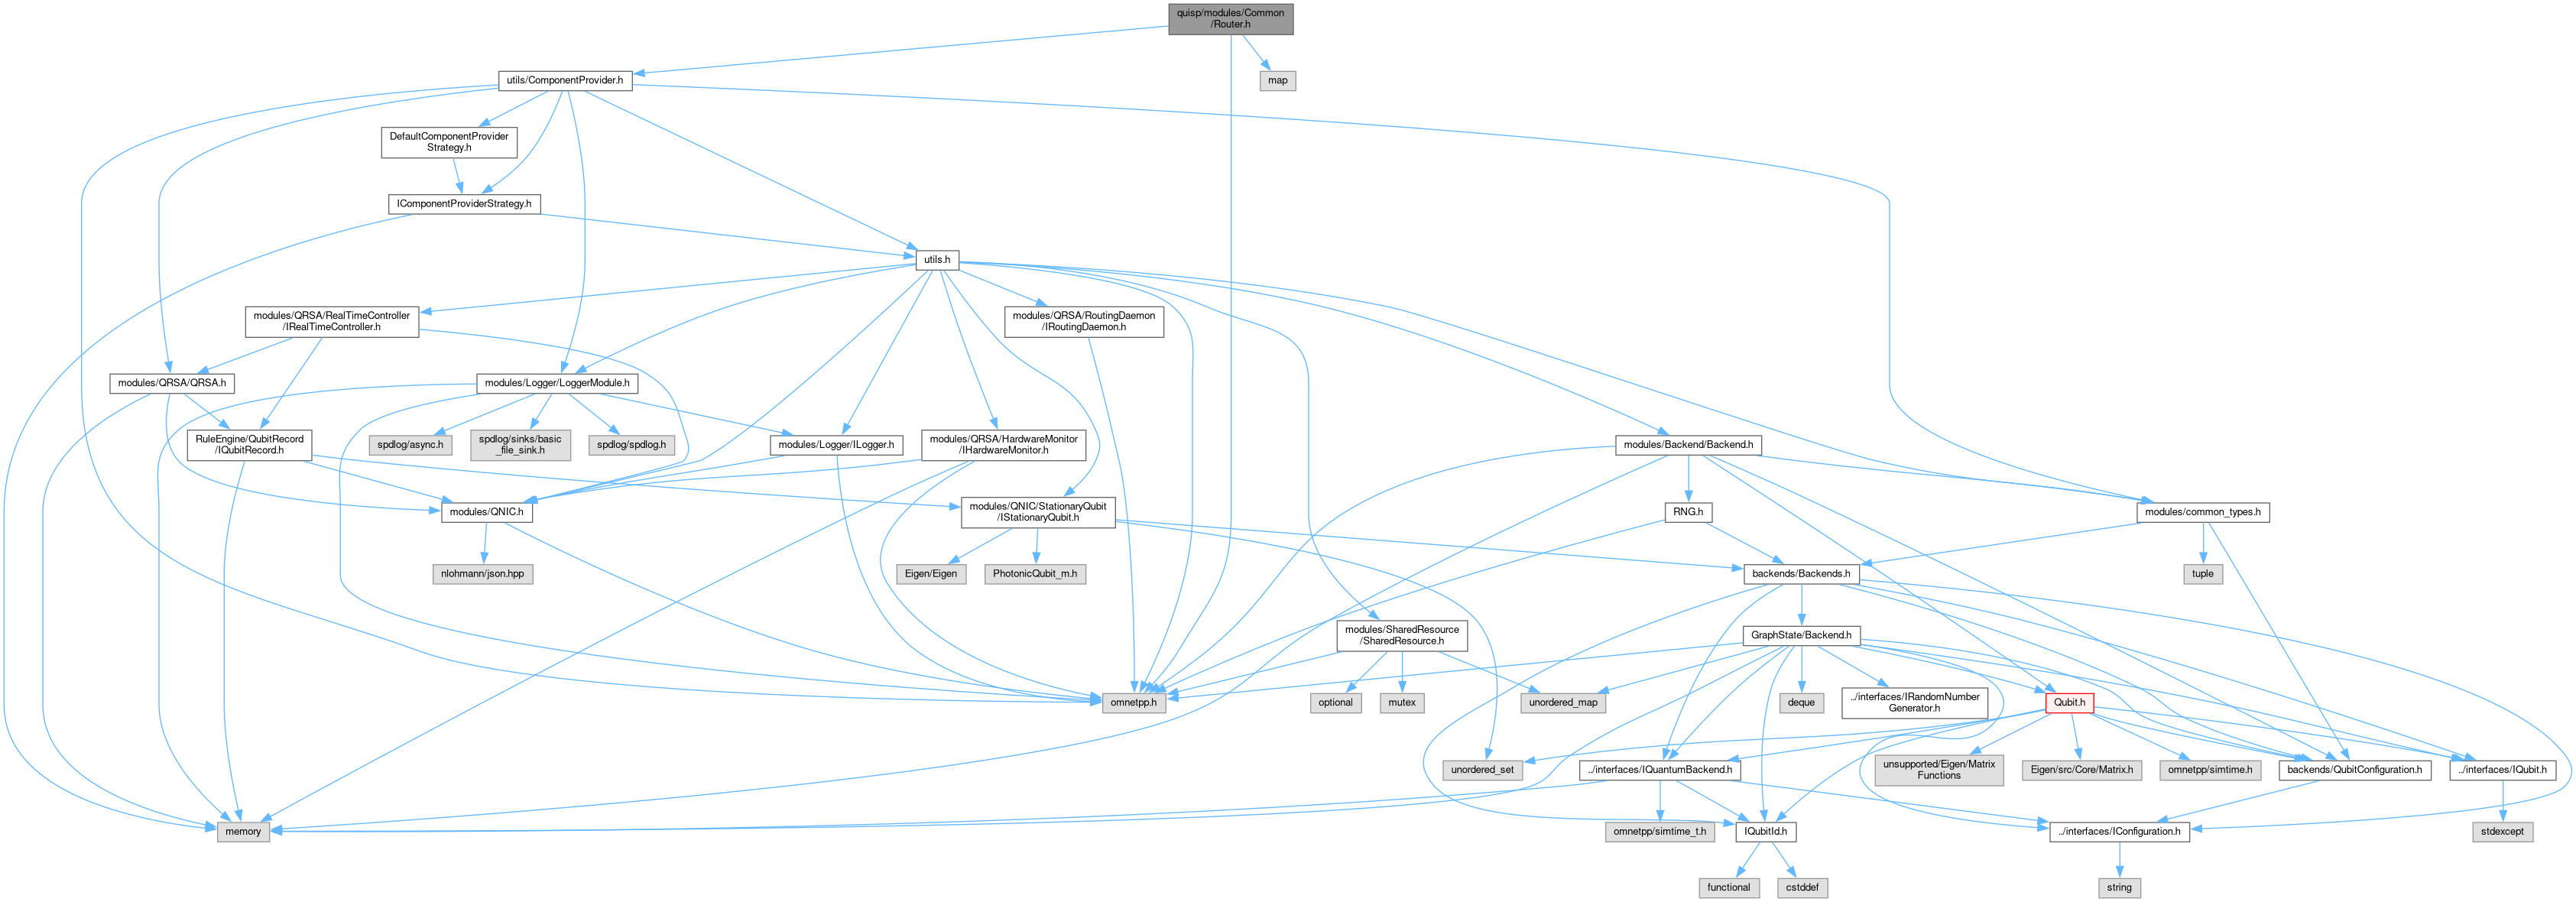 quisp/modules/Common
/Router.h
utils/ComponentProvider.h
map
DefaultComponentProvider
Strategy.h
IComponentProviderStrategy.h
utils.h
modules/QRSA/RealTimeController
/IRealTimeController.h
modules/QRSA/RoutingDaemon
/IRoutingDaemon.h
modules/QRSA/QRSA.h
modules/Logger/LoggerModule.h
RuleEngine/QubitRecord
/IQubitRecord.h
spdlog/async.h
spdlog/sinks/basic
_file_sink.h
spdlog/spdlog.h
modules/Logger/ILogger.h
modules/QRSA/HardwareMonitor
/IHardwareMonitor.h
modules/Backend/Backend.h
modules/QNIC.h
modules/QNIC/StationaryQubit
/IStationaryQubit.h
RNG.h
modules/common_types.h
nlohmann/json.hpp
Eigen/Eigen
PhotonicQubit_m.h
backends/Backends.h
tuple
modules/SharedResource
/SharedResource.h
GraphState/Backend.h
omnetpp.h
optional
mutex
unordered_map
deque
../interfaces/IRandomNumber
Generator.h
Qubit.h
unordered_set
../interfaces/IQuantumBackend.h
unsupported/Eigen/Matrix
Functions
Eigen/src/Core/Matrix.h
omnetpp/simtime.h
backends/QubitConfiguration.h
../interfaces/IQubit.h
memory
omnetpp/simtime_t.h
IQubitId.h
../interfaces/IConfiguration.h
stdexcept
functional
cstddef
string